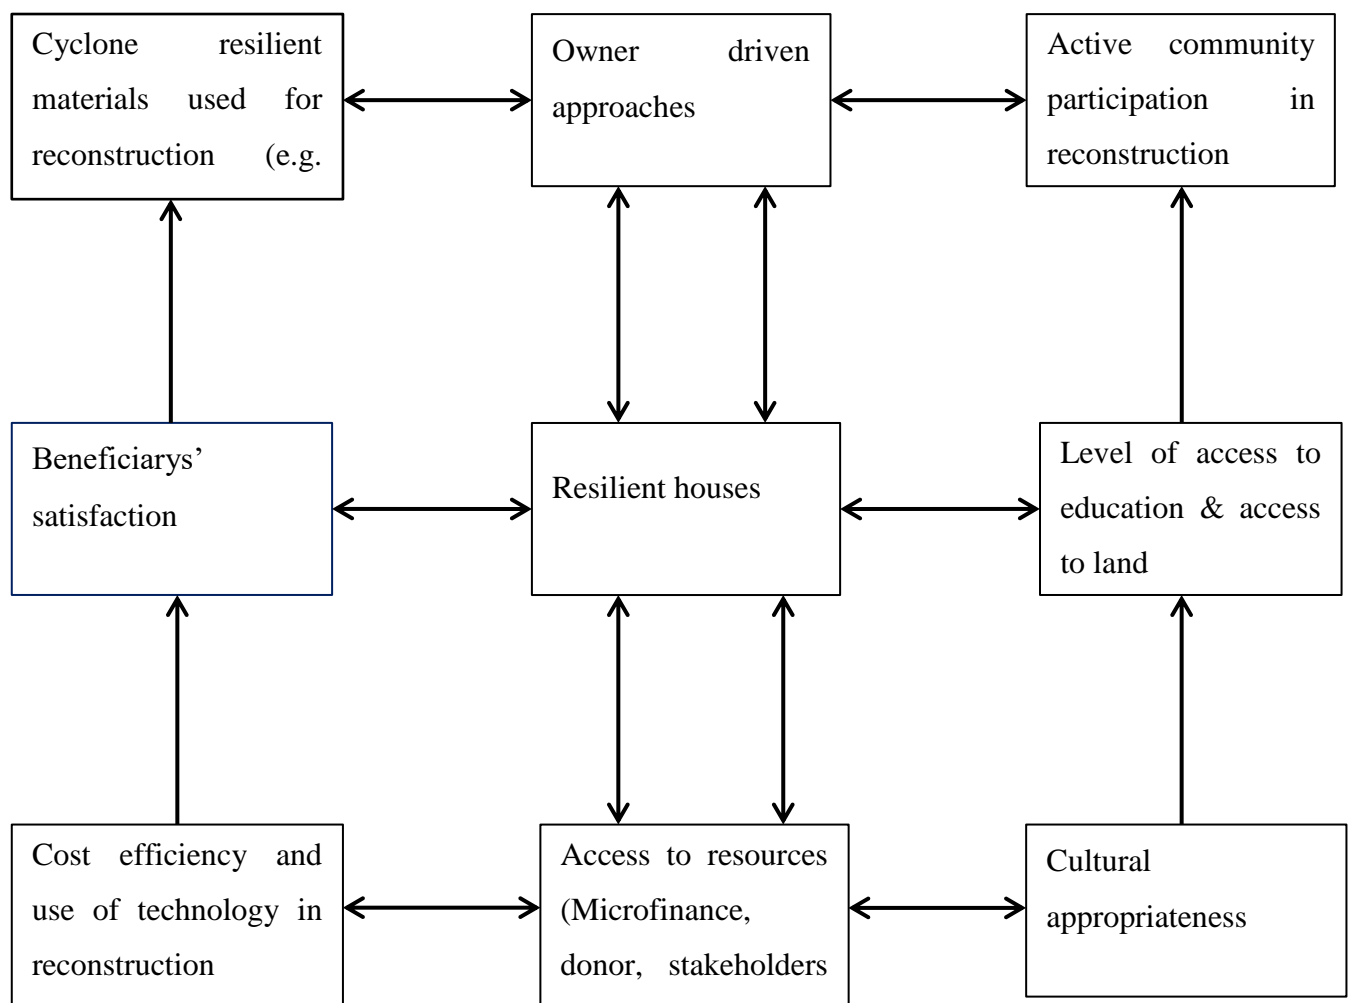 Cyclone resilient
materials used for
reconstruction (e.g.
Owner driven
approaches
Active community
participation in
reconstruction
Beneficiarys’
satisfaction
Resilient houses
Level of access to
education & access
to land
Cost efficiency and
use of technology in
reconstruction
Access to resources
(Microfinance,
donor, stakeholders
Cultural
appropriateness